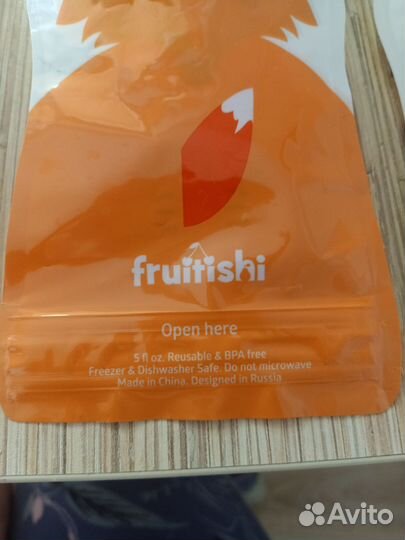 fruitishi
Open here
5 fl oz. Reusable & BPA free
Freezer & Dishwasher Safe. Do not microwave
Made in China. Designed in Russia
Avito